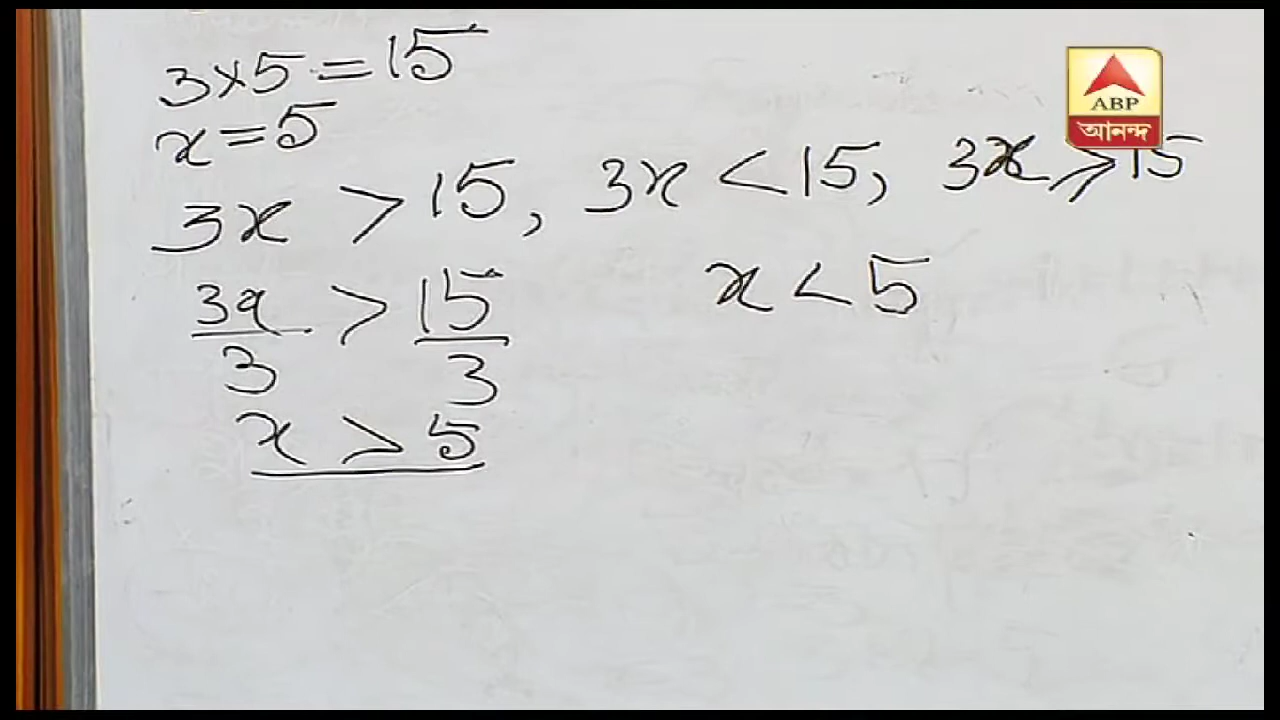 3×5=15
x=5
3x > 15, 3x < 15, 3x ⩾ 15
3x/3 > 15/3
x < 5
x > 5
ABP
আনন্দ